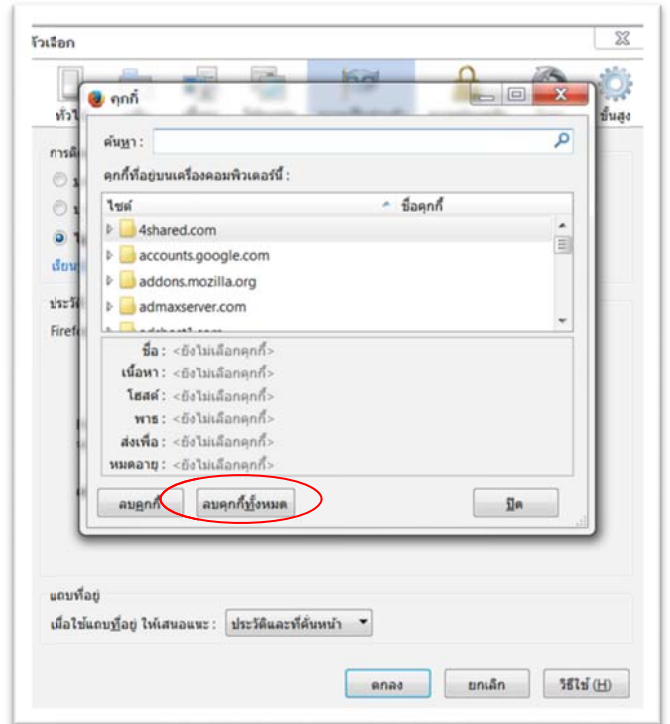 ตัวเลือก
คุกกี้
ขั้นสูง
ค้นหา :
คุกกี้ที่อยู่บนเครื่องคอมพิวเตอร์นี้ :
ไซต์ ชื่อคุกกี้
4shared.com
accounts.google.com
addons.mozilla.org
admaxserver.com
ชื่อ : <ยังไม่เลือกคุกกี้>
เนื้อหา : <ยังไม่เลือกคุกกี้>
โฮสต์ : <ยังไม่เลือกคุกกี้>
พาธ : <ยังไม่เลือกคุกกี้>
ส่งเพื่อ : <ยังไม่เลือกคุกกี้>
หมดอายุ : <ยังไม่เลือกคุกกี้>
ลบคุกกี้ ลบคุกกี้ทั้งหมด ปิด
แถบที่อยู่
เมื่อใช้แถบที่อยู่ ให้เสนอแนะ : ประวัติและที่คั่นหน้า
ตกลง ยกเลิก วิธีใช้ (H)